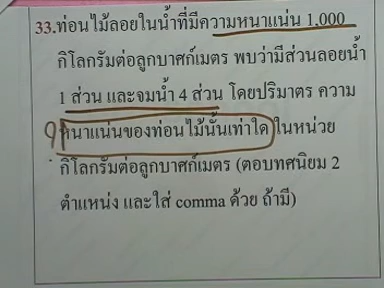 33.ท่อนไม้ลอยในน้ำที่มีความหนาแน่น 1,000
กิโลกรัมต่อลูกบาศก์เมตร พบว่ามีส่วนลอยน้ำ
1 ส่วน และจมน้ำ 4 ส่วน โดยปริมาตร ความ
หนาแน่นของท่อนไม้นั้นเท่าใด ในหน่วย
กิโลกรัมต่อลูกบาศก์เมตร (ตอบทศนิยม 2
ตำแหน่ง และใส่ comma ด้วย ถ้ามี)